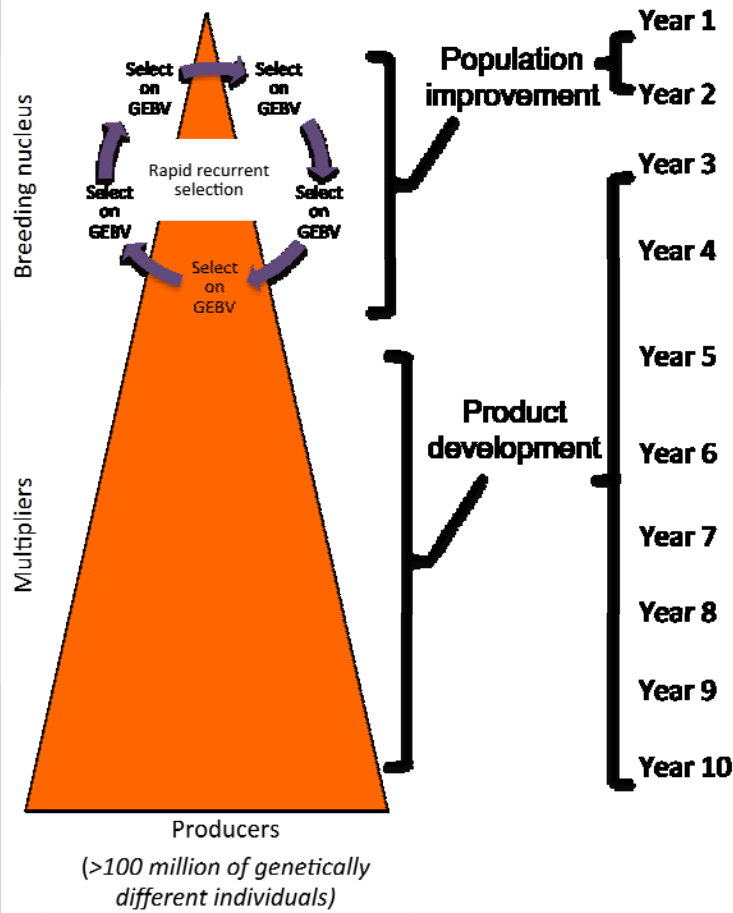 Breeding nucleus
Select
on
GEBV
Select
on
GEBV
Select
on
GEBV
Rapid recurrent
selection
Select
on
GEBV
Select
on
GEBV
Multipliers
Producers
(>100 million of genetically
different individuals)
Population
improvement
Product
development
Year 1
Year 2
Year 3
Year 4
Year 5
Year 6
Year 7
Year 8
Year 9
Year 10